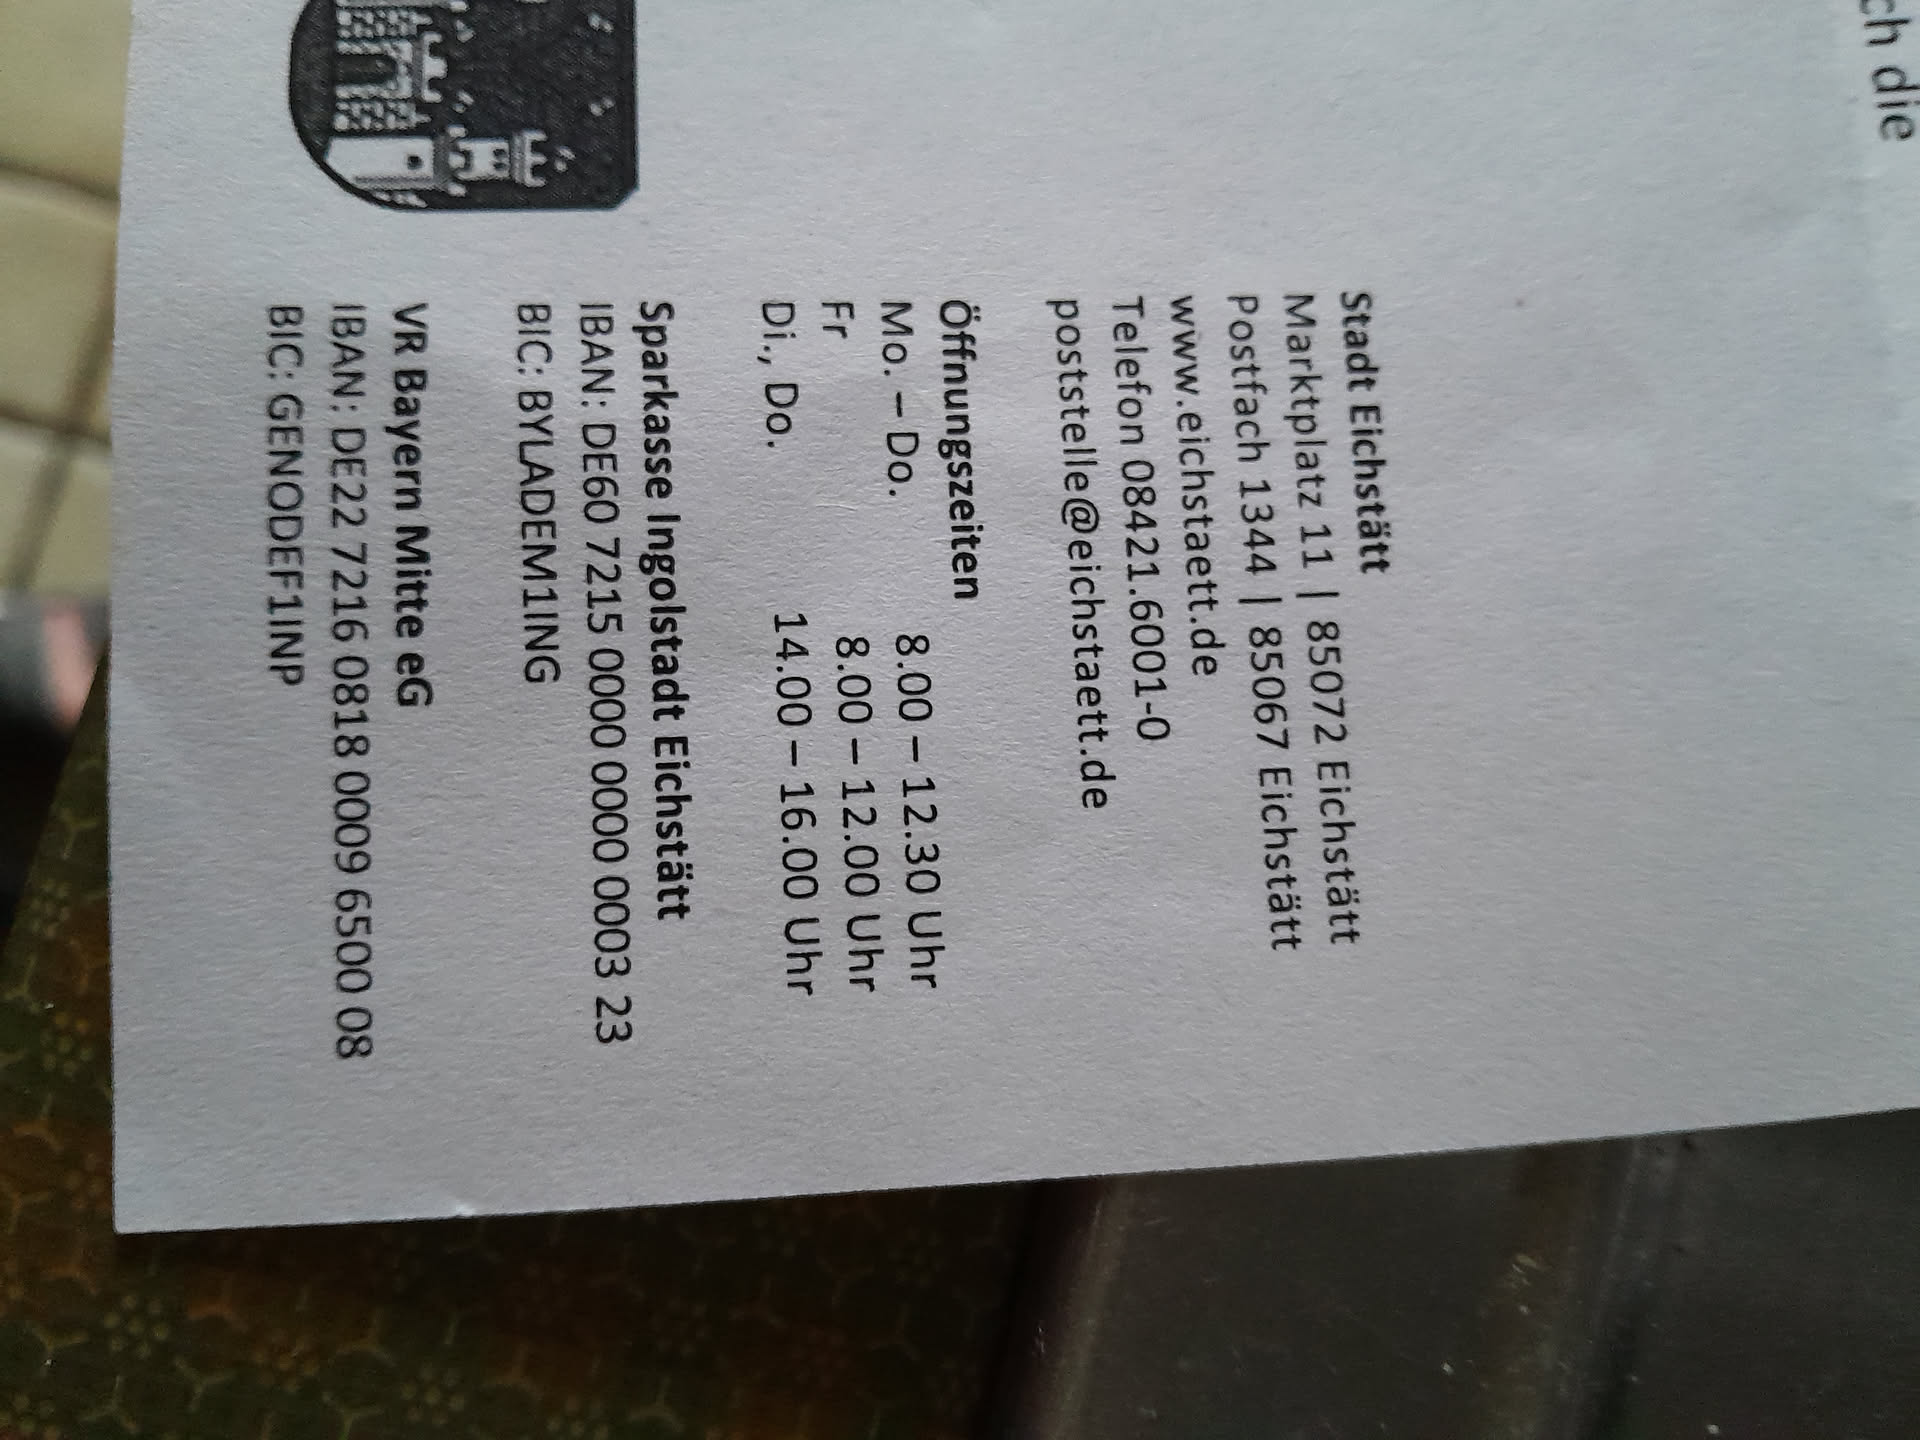 ch die
Stadt Eichstätt
Marktplatz 11 | 85072 Eichstätt
Postfach 1344 | 85067 Eichstätt
www.eichstaett.de
Telefon 08421.6001-0
poststelle@eichstaett.de
Öffnungszeiten
Mo. – Do. 8.00 – 12.30 Uhr
Fr 8.00 – 12.00 Uhr
Di., Do. 14.00 – 16.00 Uhr
Sparkasse Ingolstadt Eichstätt
IBAN: DE60 7215 0000 0000 0003 23
BIC: BYLADEM1ING
VR Bayern Mitte eG
IBAN: DE22 7216 0818 0009 6500 08
BIC: GENODEF1INP